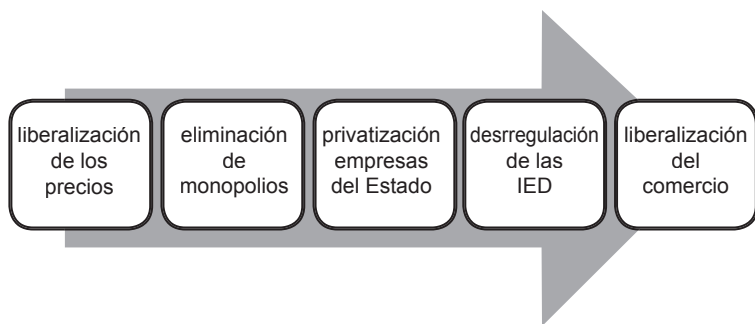 liberalización
de los
precios
eliminación
de
monopolios
privatización
empresas
del Estado
desrregulación
de las
IED
liberalización
del
comercio